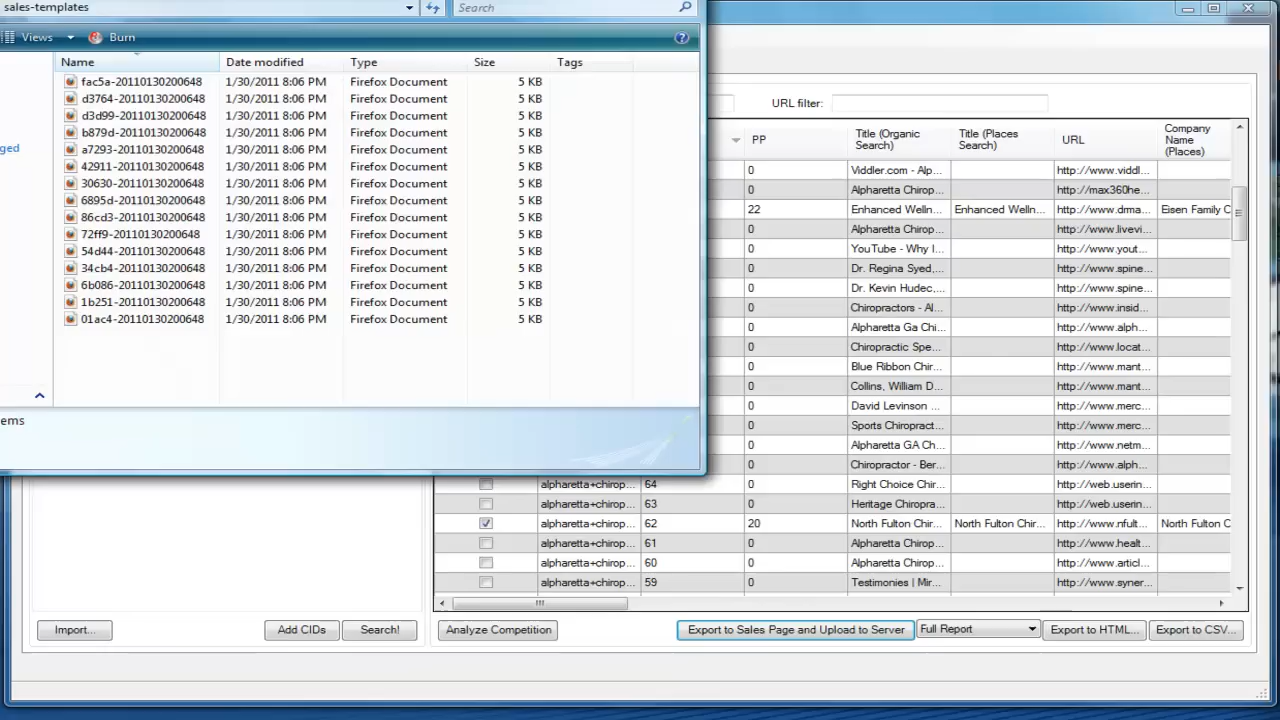 sales-templates
Search
Views
Burn
Name Date modified Type Size Tags
fac5a-20110130200648 1/30/2011 8:06 PM Firefox Document 5 KB
d3764-20110130200648 1/30/2011 8:06 PM Firefox Document 5 KB
d3d99-20110130200648 1/30/2011 8:06 PM Firefox Document 5 KB
b879d-20110130200648 1/30/2011 8:06 PM Firefox Document 5 KB
a7293-20110130200648 1/30/2011 8:06 PM Firefox Document 5 KB
42911-20110130200648 1/30/2011 8:06 PM Firefox Document 5 KB
30630-20110130200648 1/30/2011 8:06 PM Firefox Document 5 KB
6895d-20110130200648 1/30/2011 8:06 PM Firefox Document 5 KB
86cd3-20110130200648 1/30/2011 8:06 PM Firefox Document 5 KB
72ff9-20110130200648 1/30/2011 8:06 PM Firefox Document 5 KB
54d44-20110130200648 1/30/2011 8:06 PM Firefox Document 5 KB
34cb4-20110130200648 1/30/2011 8:06 PM Firefox Document 5 KB
6b086-20110130200648 1/30/2011 8:06 PM Firefox Document 5 KB
1b251-20110130200648 1/30/2011 8:06 PM Firefox Document 5 KB
01ac4-20110130200648 1/30/2011 8:06 PM Firefox Document 5 KB
ged
ems
URL filter:
PP Title (Organic Search) Title (Places Search) URL Company Name (Places)
0 Viddler.com - Alp... http://www.viddl...
0 Alpharetta Chirop... http://max360he...
22 Enhanced Welln... Enhanced Welln... http://www.drma... Eisen Family C
0 Alpharetta Chirop... http://www.livevi...
0 YouTube - Why I... http://www.yout...
0 Dr. Regina Syed,... http://www.spine...
0 Dr. Kevin Hudec,... http://www.spine...
0 Chiropractors - Al... http://www.insid...
0 Alpharetta Ga Chi... http://www.alph...
0 Chiropractic Spe... http://www.locat...
0 Blue Ribbon Chir... http://www.mant...
0 Collins, William D... http://www.mant...
0 David Levinson ... http://www.merc...
0 Sports Chiropract... http://www.merc...
0 Alpharetta GA Ch... http://www.netm...
0 Chiropractor - Ber... http://www.alph...
alpharetta+chirop... 64 0 Right Choice Chir... http://web.userin...
alpharetta+chirop... 63 0 Heritage Chiropra... http://web.userin...
alpharetta+chirop... 62 20 North Fulton Chir... North Fulton Chir... http://www.nfult... North Fulton C
alpharetta+chirop... 61 0 Alpharetta Chirop... http://www.healt...
alpharetta+chirop... 60 0 Alpharetta Chirop... http://www.articl...
alpharetta+chirop... 59 0 Testimonies | Mir... http://www.syner...
Import... Add CIDs Search! Analyze Competition Export to Sales Page and Upload to Server Full Report Export to HTML... Export to CSV...